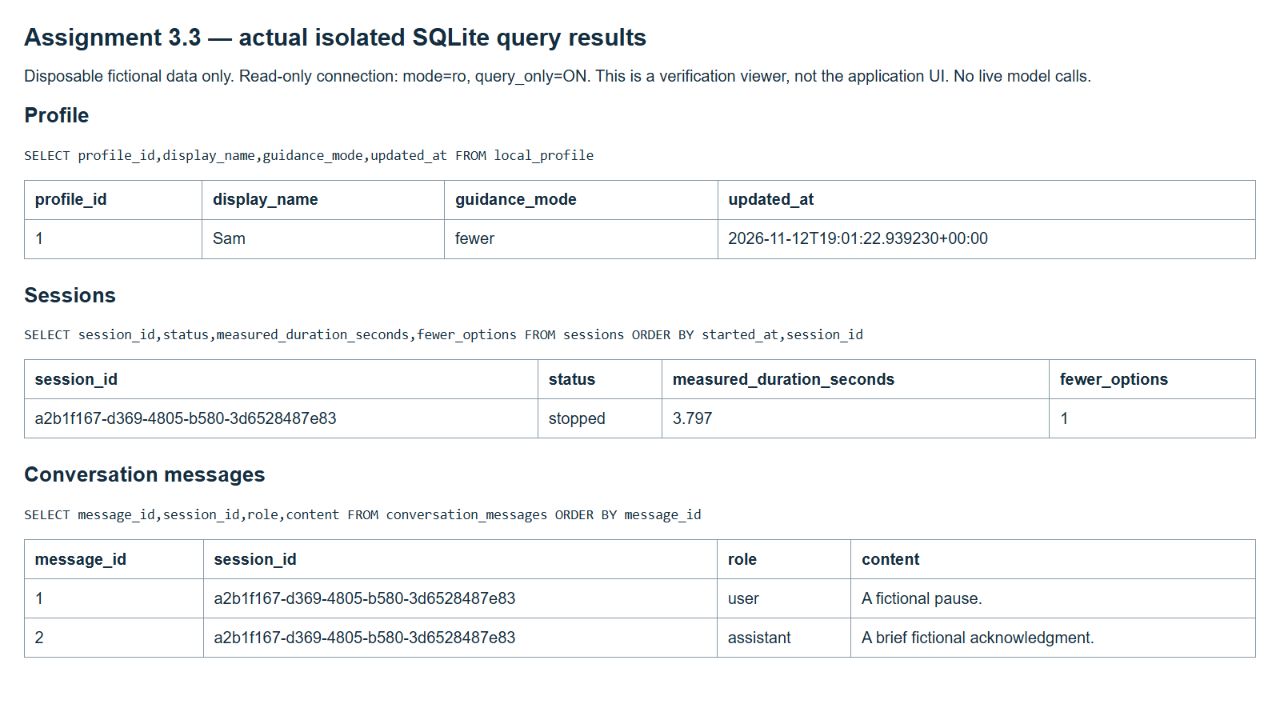 Assignment 3.3 — actual isolated SQLite query results
Disposable fictional data only. Read-only connection: mode=ro, query_only=ON. This is a verification viewer, not the application UI. No live model calls.
Profile
SELECT profile_id,display_name,guidance_mode,updated_at FROM local_profile
profile_id display_name guidance_mode updated_at
1 Sam fewer 2026-11-12T19:01:22.939230+00:00
Sessions
SELECT session_id,status,measured_duration_seconds,fewer_options FROM sessions ORDER BY started_at,session_id
session_id status measured_duration_seconds fewer_options
a2b1f167-d369-4805-b580-3d6528487e83 stopped 3.797 1
Conversation messages
SELECT message_id,session_id,role,content FROM conversation_messages ORDER BY message_id
message_id session_id role content
1 a2b1f167-d369-4805-b580-3d6528487e83 user A fictional pause.
2 a2b1f167-d369-4805-b580-3d6528487e83 assistant A brief fictional acknowledgment.